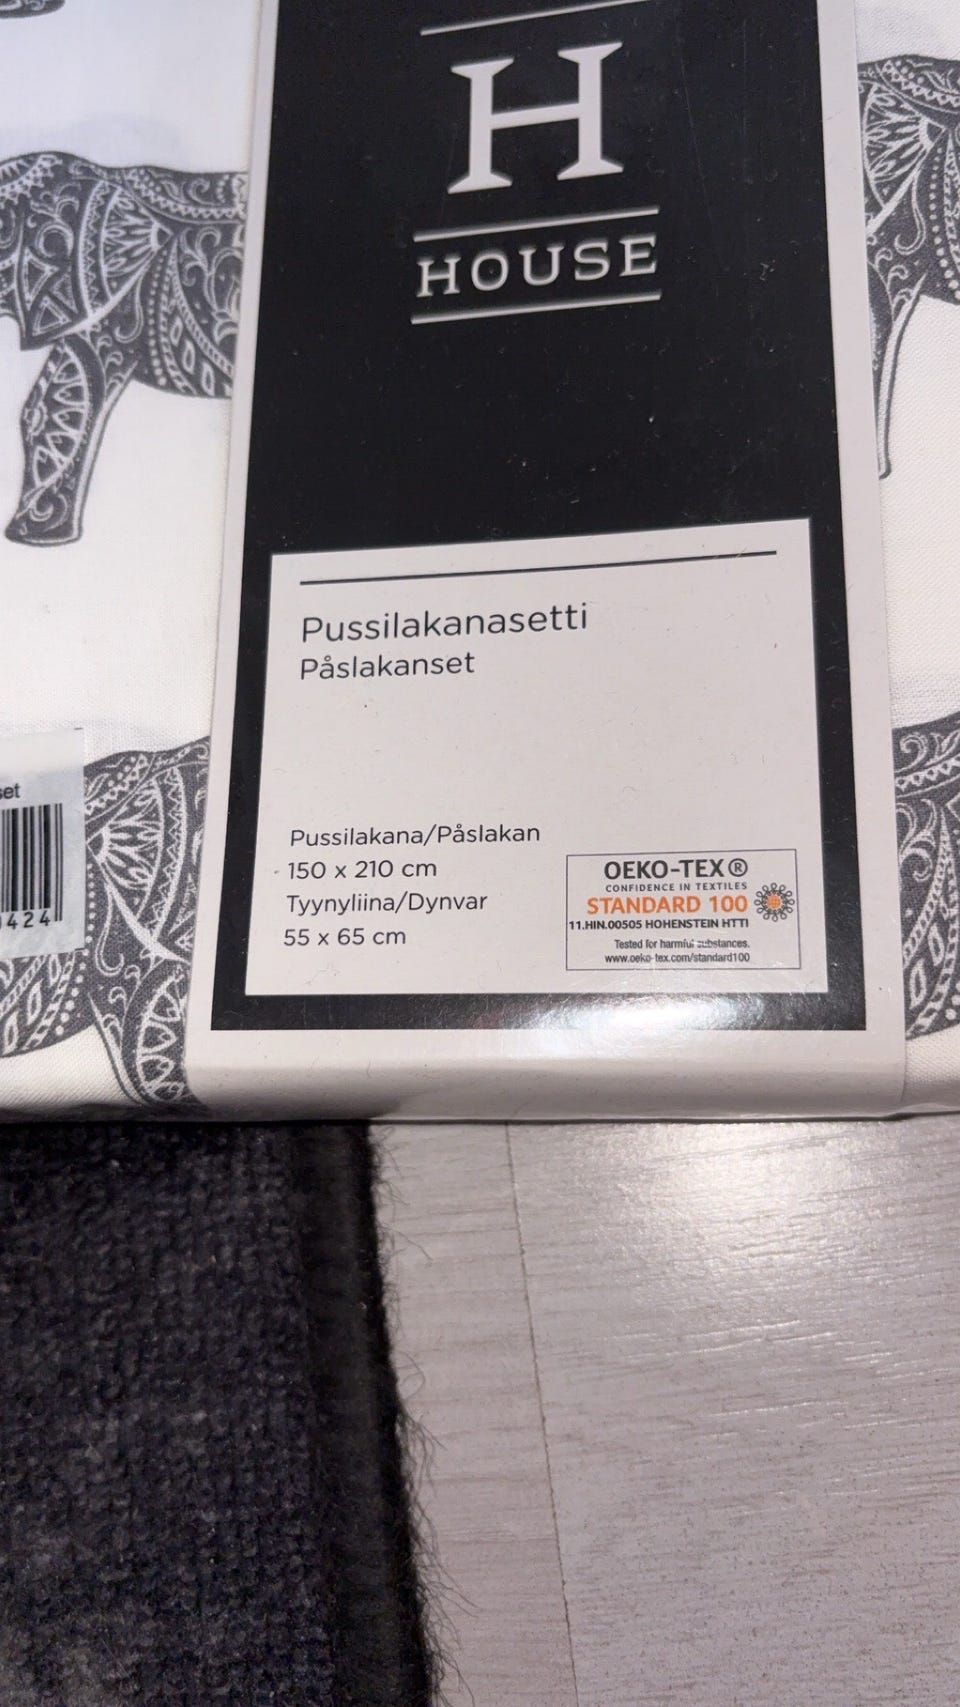 H
HOUSE
Pussilakanasetti
Påslakanset
Pussilakana/Påslakan
150 x 210 cm
Tyynyliina/Dynvar
55 x 65 cm
OEKO-TEX®
CONFIDENCE IN TEXTILES
STANDARD 100
11.HIN.00505 HOHENSTEIN HTTI
Tested for harmful substances.
www.oeko-tex.com/standard100
set
0424